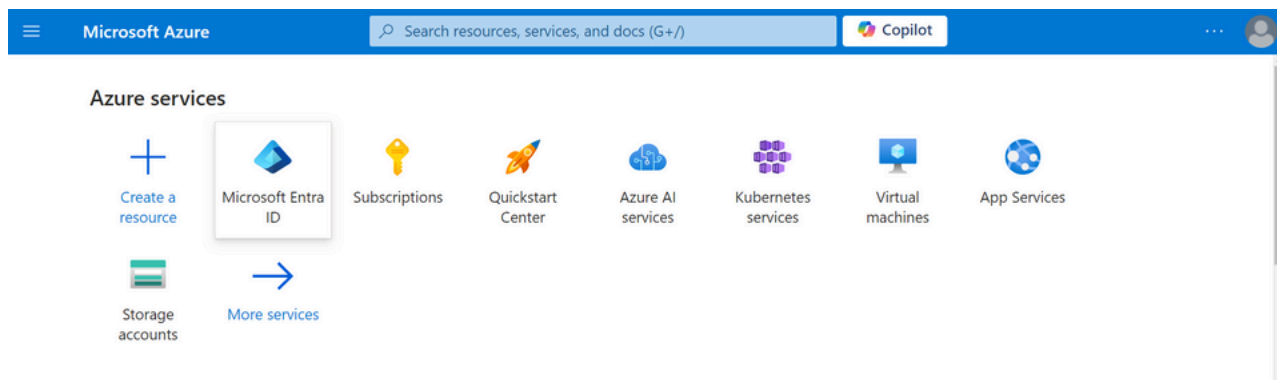 Microsoft Azure
Search resources, services, and docs (G+/)
Copilot
...
Azure services
Create a
resource
Microsoft Entra
ID
Subscriptions
Quickstart
Center
Azure AI
services
Kubernetes
services
Virtual
machines
App Services
Storage
accounts
More services